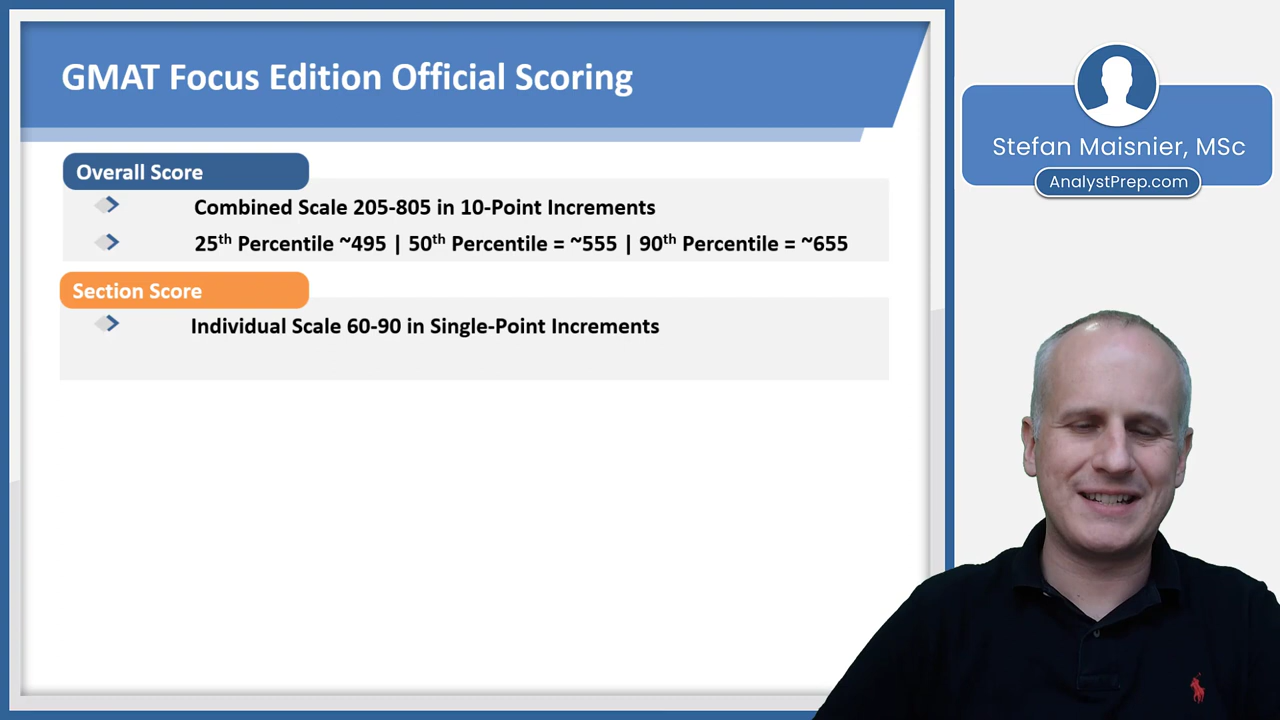 GMAT Focus Edition Official Scoring
Overall Score
Combined Scale 205-805 in 10-Point Increments
25th Percentile ~495 | 50th Percentile = ~555 | 90th Percentile = ~655
Section Score
Individual Scale 60-90 in Single-Point Increments
Stefan Maisnier, MSc
AnalystPrep.com